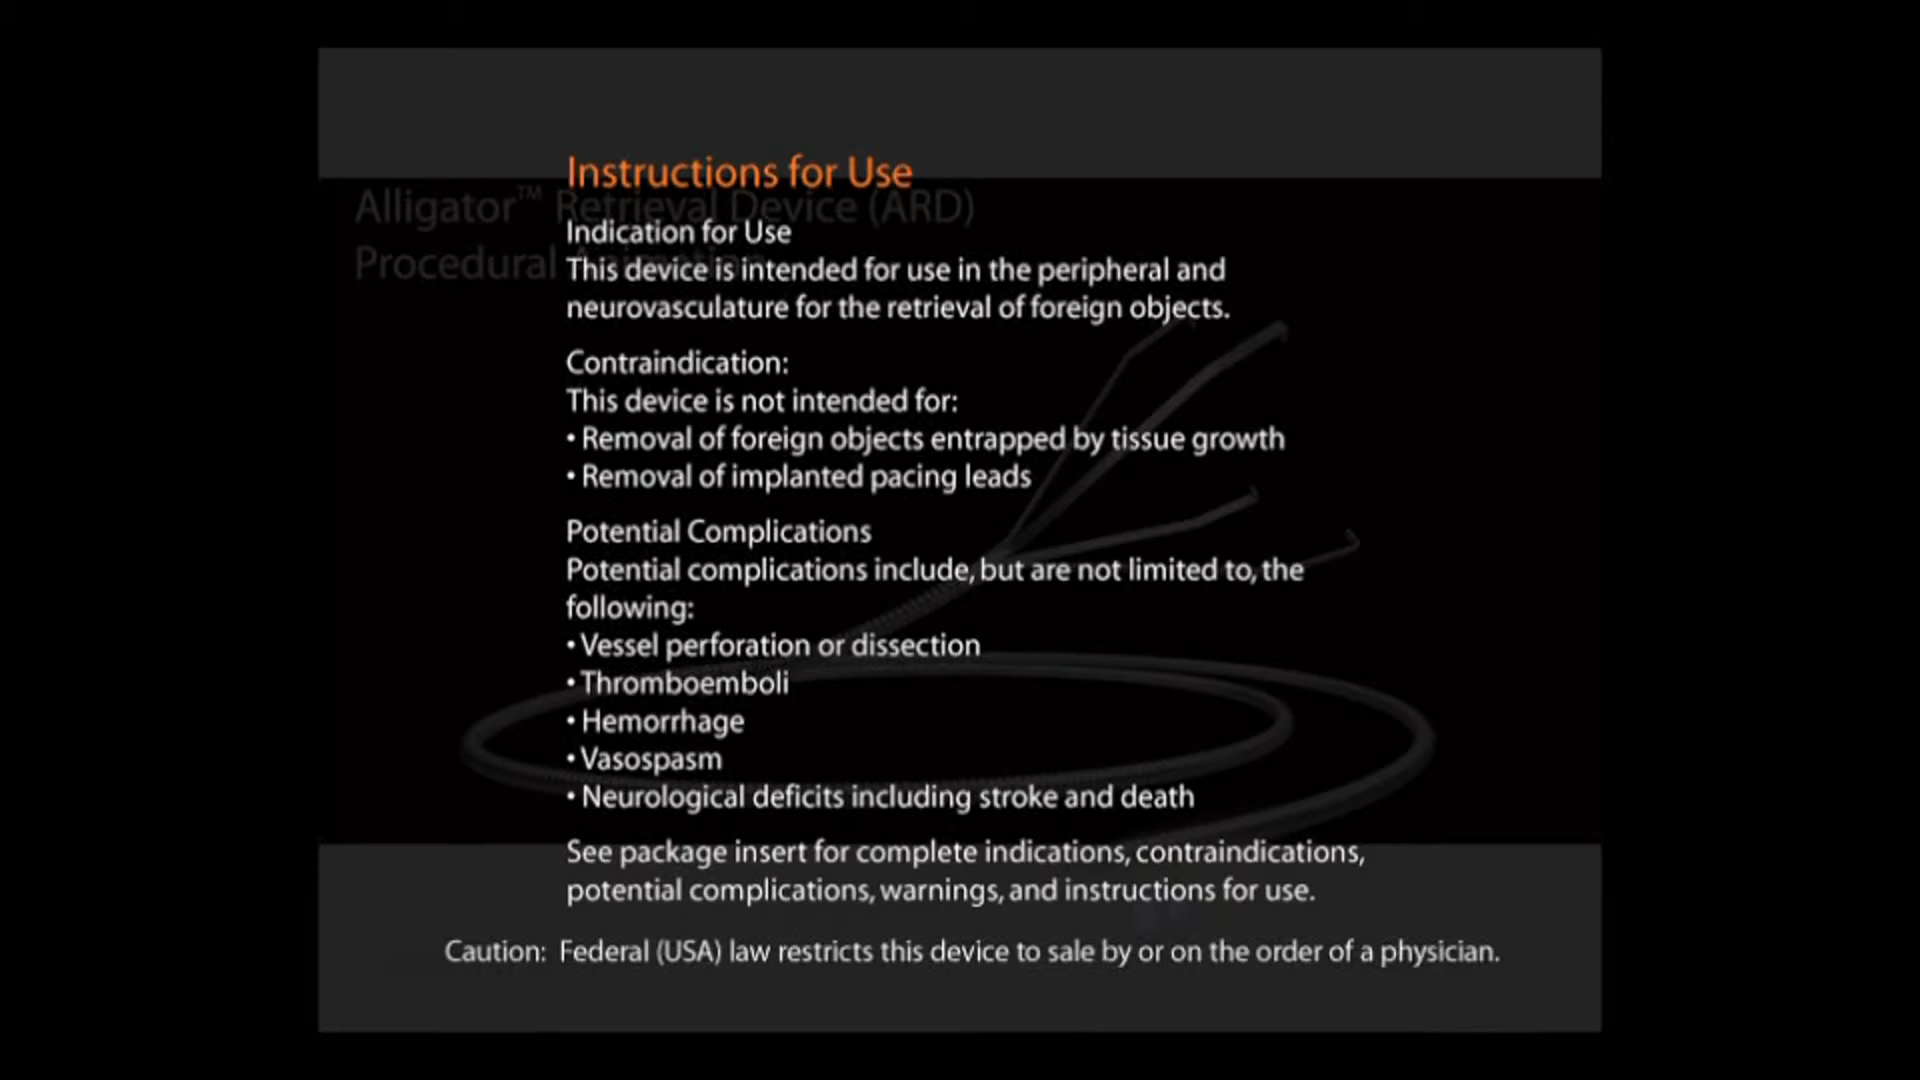 Instructions for Use
Alligator™ Retrieval Device (ARD)
Indication for Use
Procedural Animation
This device is intended for use in the peripheral and
neurovasculature for the retrieval of foreign objects.
Contraindication:
This device is not intended for:
• Removal of foreign objects entrapped by tissue growth
• Removal of implanted pacing leads
Potential Complications
Potential complications include, but are not limited to, the
following:
• Vessel perforation or dissection
• Thromboemboli
• Hemorrhage
• Vasospasm
• Neurological deficits including stroke and death
See package insert for complete indications, contraindications,
potential complications, warnings, and instructions for use.
Caution: Federal (USA) law restricts this device to sale by or on the order of a physician.